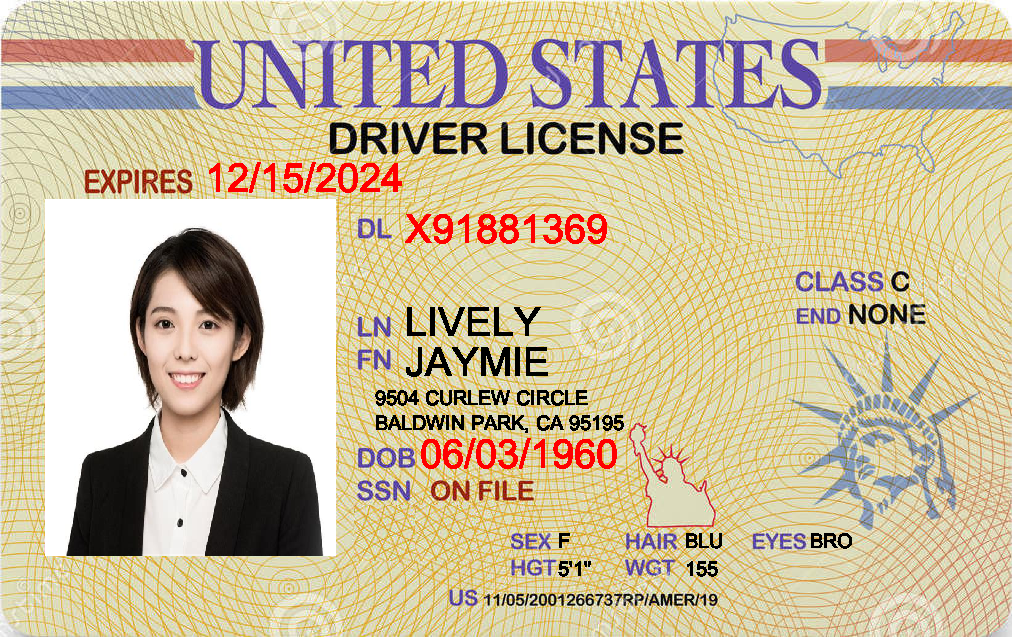 UNITED STATES
DRIVER LICENSE
EXPIRES 12/15/2024
DL X91881369
CLASS C
END NONE
LN LIVELY
FN JAYMIE
9504 CURLEW CIRCLE
BALDWIN PARK, CA 95195
DOB 06/03/1960
SSN ON FILE
SEX F HAIR BLU EYES BRO
HGT 5'1" WGT 155
US 11/05/2001266737RP/AMER/19